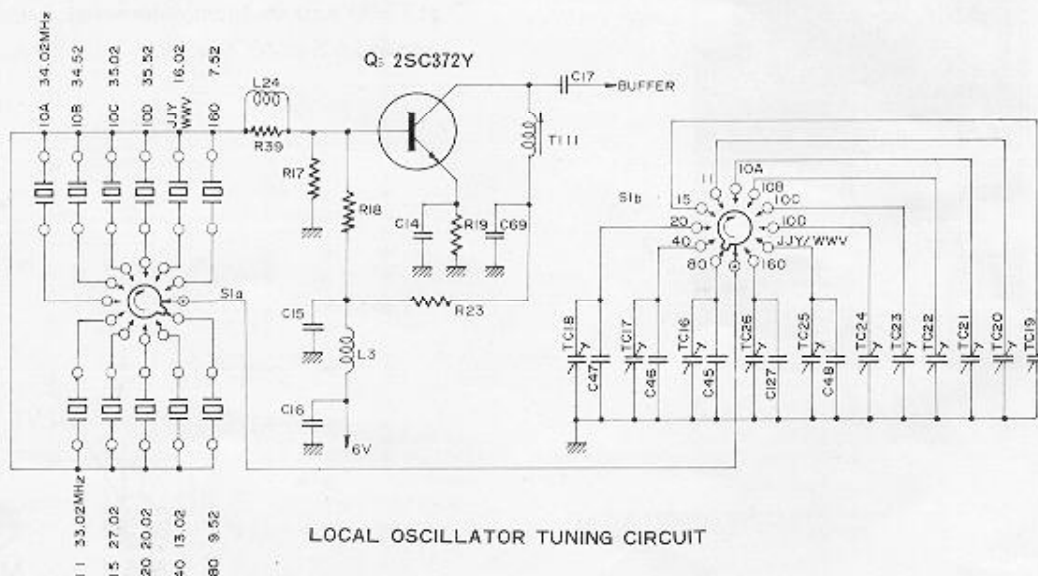 10A 34.02MHz
10B 34.52
10C 35.02
10D 35.52
JJY WWV 16.02
160 7.52
L24
R39
R17
R18
Q3 2SC372Y
C17
BUFFER
T111
C14
R19
C69
R23
C15
L3
C16
6V
S1a
11 33.02MHz
15 27.02
20 20.02
40 13.02
80 9.52
S1b
11
10A
10B
10C
10D
JJY/WWV
160
15
20
40
80
TC18
C47
TC17
C46
TC16
C45
TC26
C127
TC25
C48
TC24
TC23
TC22
TC21
TC20
TC19
LOCAL OSCILLATOR TUNING CIRCUIT